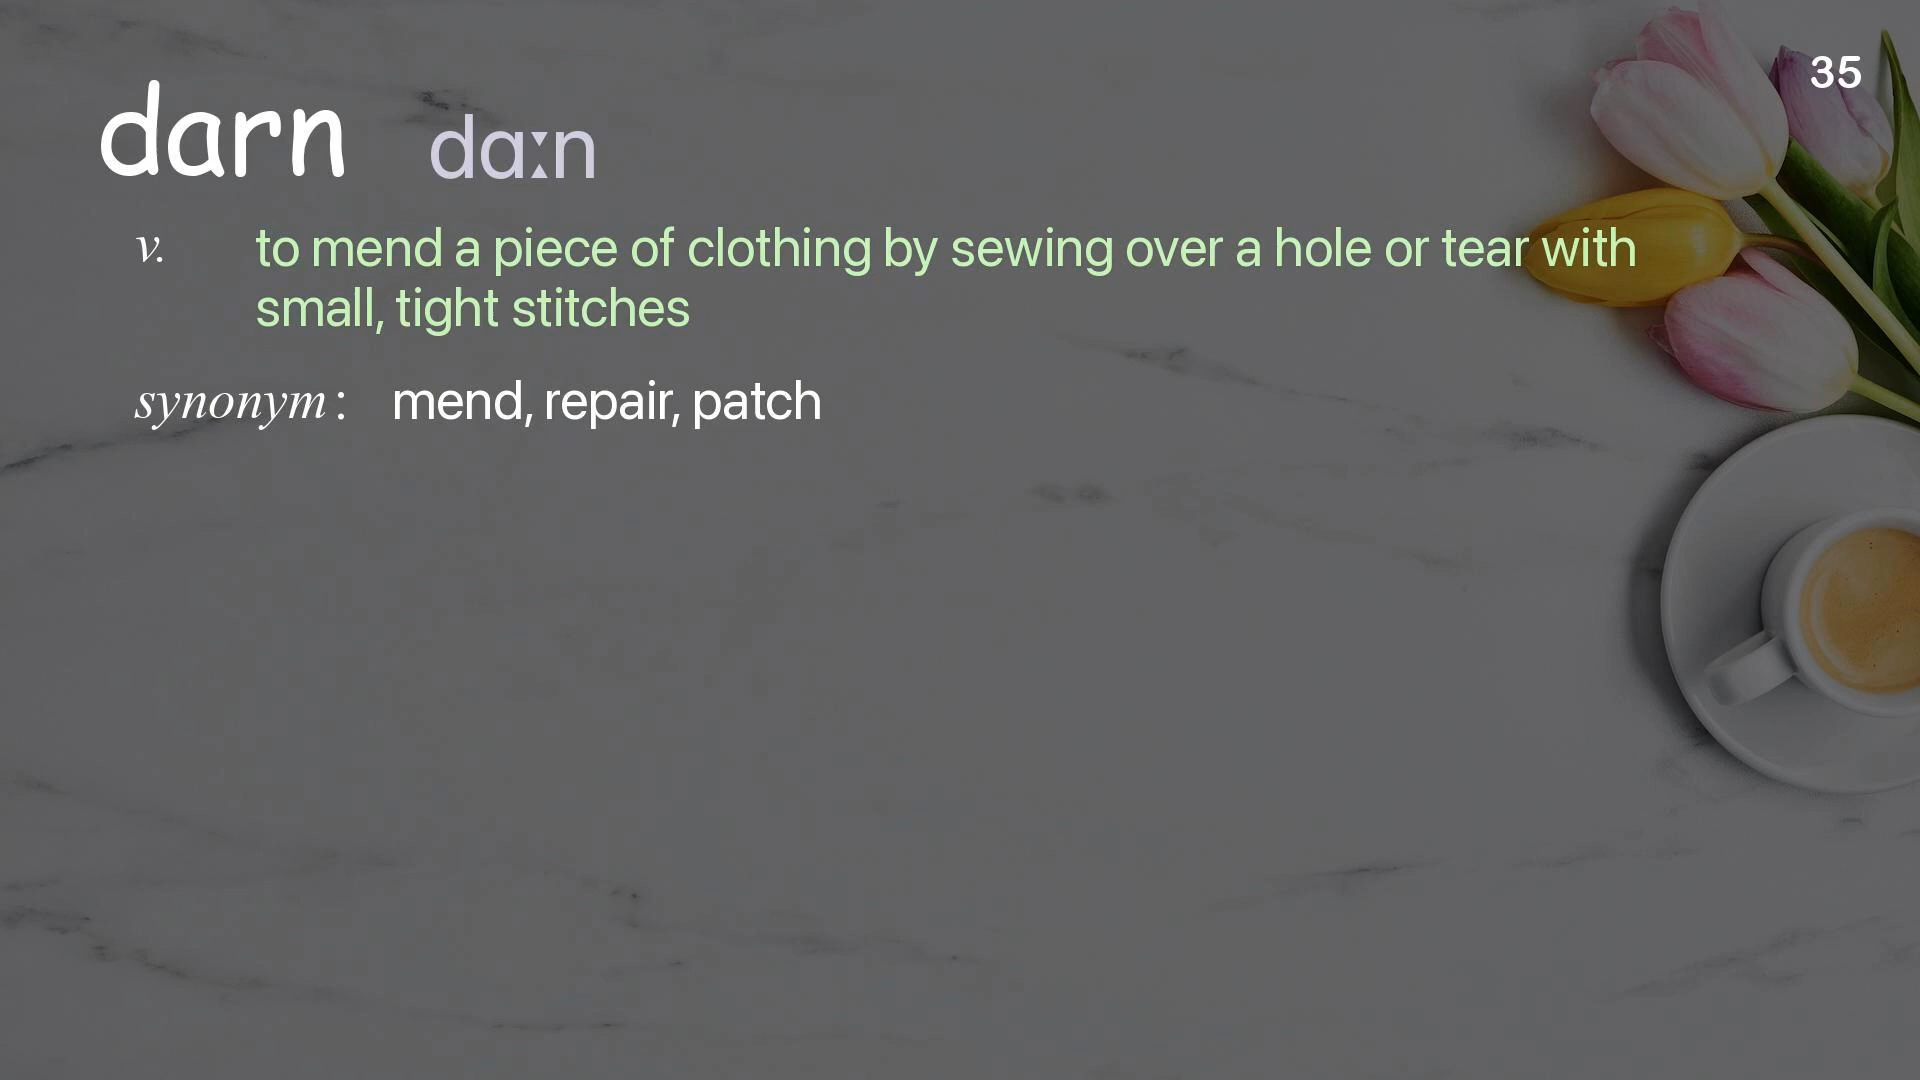 35
darn dɑːn
v. to mend a piece of clothing by sewing over a hole or tear with
small, tight stitches
synonym: mend, repair, patch